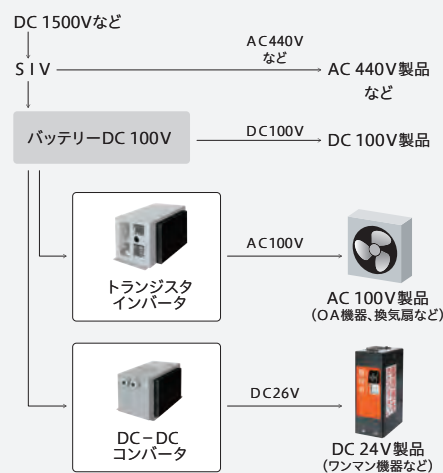 DC 1500Vなど
SIV
AC440V
など
AC 440V製品
など
バッテリーDC 100V
DC100V
DC 100V製品
トランジスタ
インバータ
AC100V
AC 100V製品
(OA機器、換気扇など)
DC−DC
コンバータ
DC26V
DC 24V製品
(ワンマン機器など)